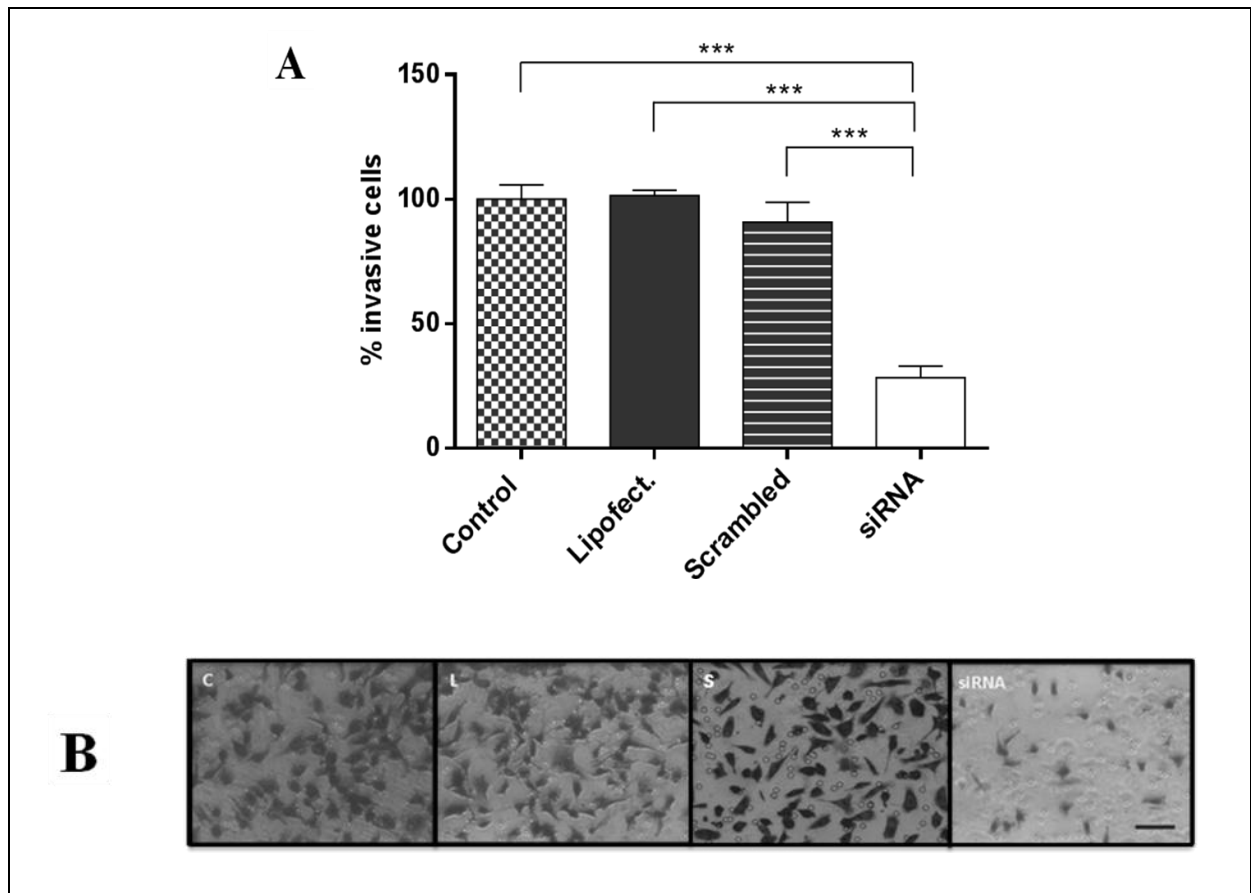 A
***
***
***
150
100
50
0
% invasive cells
Control
Lipofect.
Scrambled
siRNA
B
C
L
S
siRNA